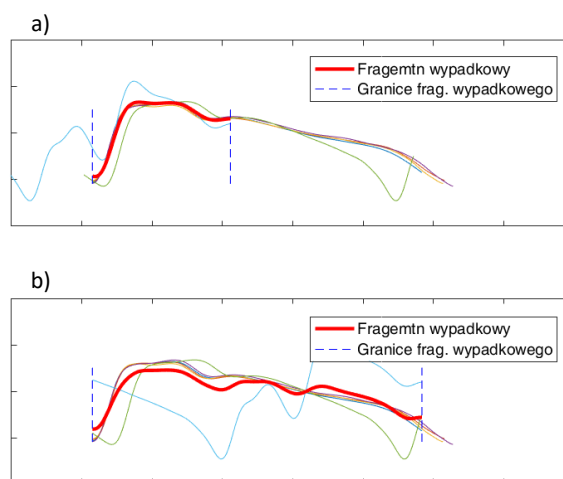 a)
Fragemtn wypadkowy
Granice frag. wypadkowego
b)
Fragemtn wypadkowy
Granice frag. wypadkowego